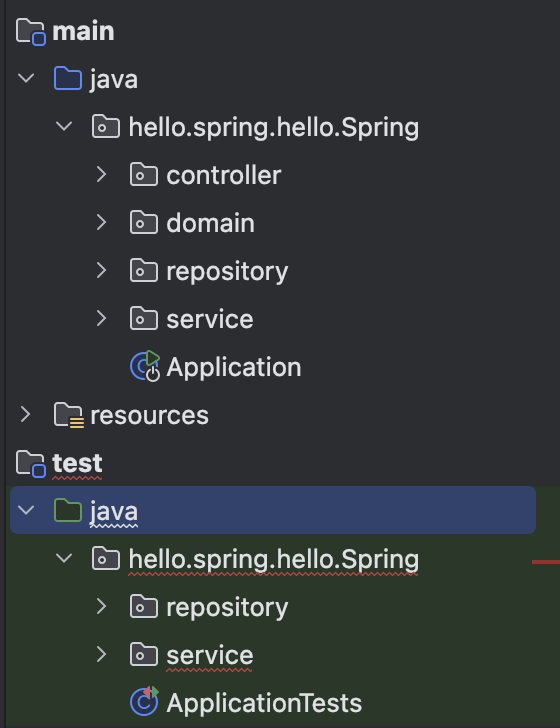 main
java
hello.spring.hello.Spring
controller
domain
repository
service
Application
resources
test
java
hello.spring.hello.Spring
repository
service
ApplicationTests